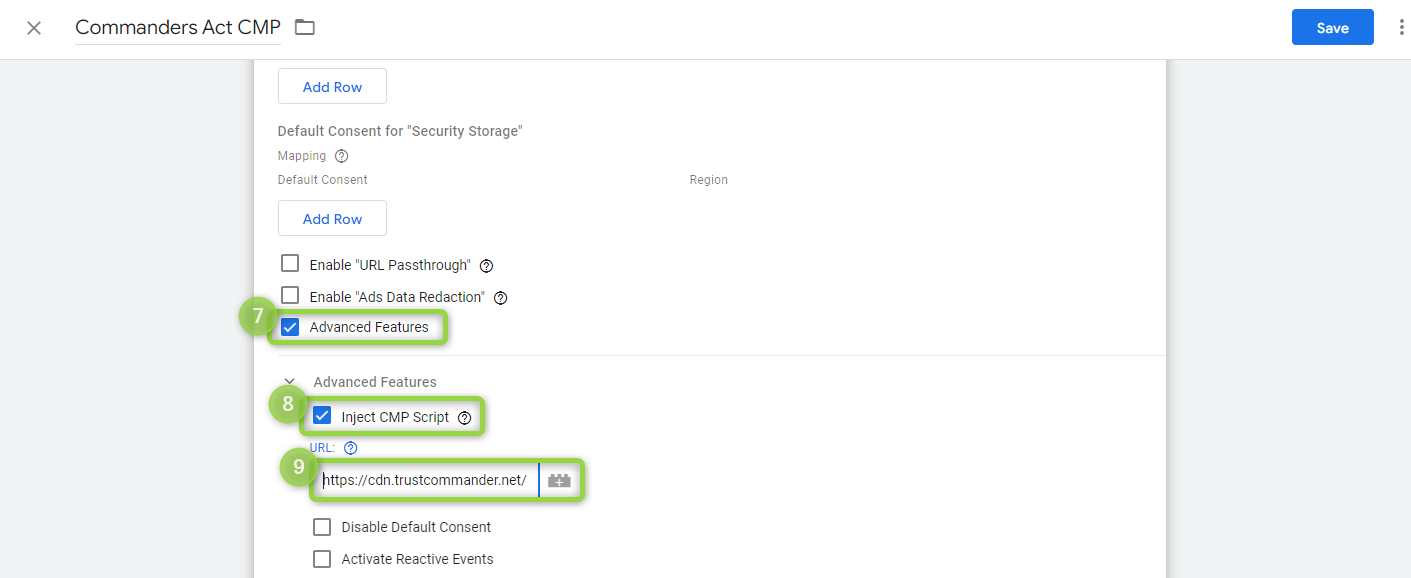 Commanders Act CMP
Save
Add Row
Default Consent for "Security Storage"
Mapping
Default Consent Region
Add Row
Enable "URL Passthrough"
Enable "Ads Data Redaction"
7 Advanced Features
Advanced Features
8 Inject CMP Script
URL:
9 https://cdn.trustcommander.net/
Disable Default Consent
Activate Reactive Events